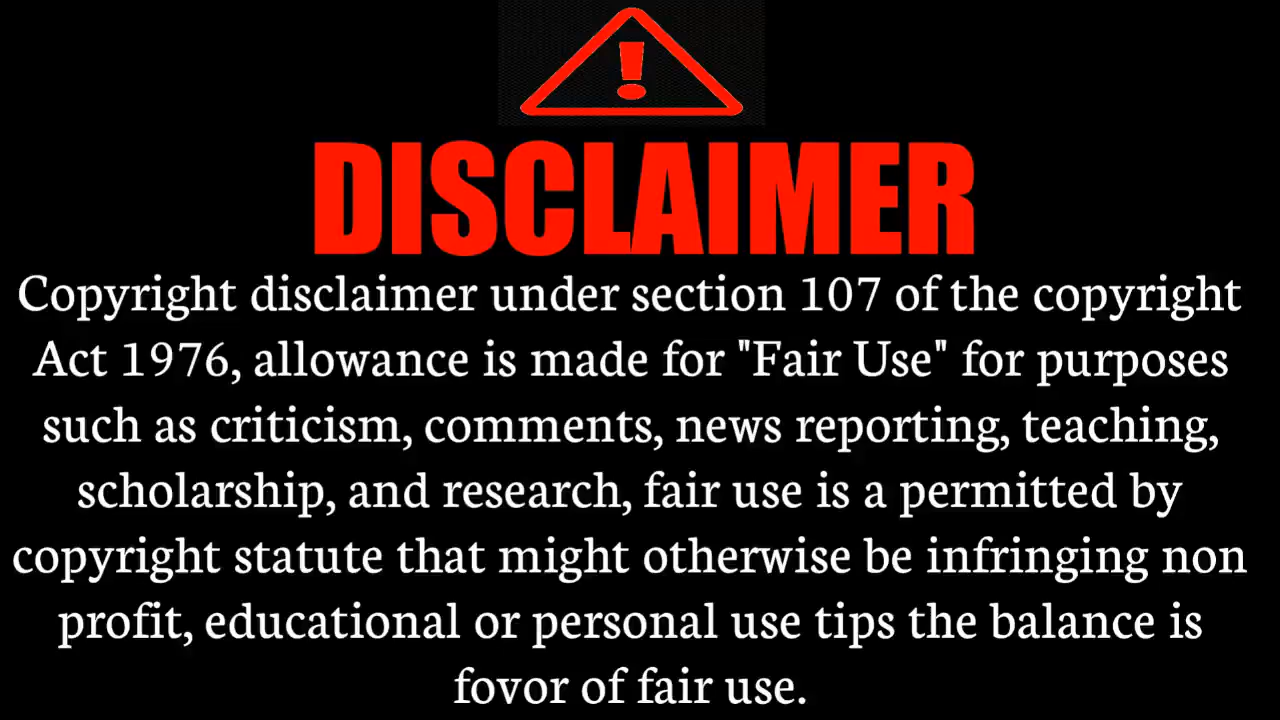 DISCLAIMER
Copyright disclaimer under section 107 of the copyright
Act 1976, allowance is made for "Fair Use" for purposes
such as criticism, comments, news reporting, teaching,
scholarship, and research, fair use is a permitted by
copyright statute that might otherwise be infringing non
profit, educational or personal use tips the balance is
fovor of fair use.